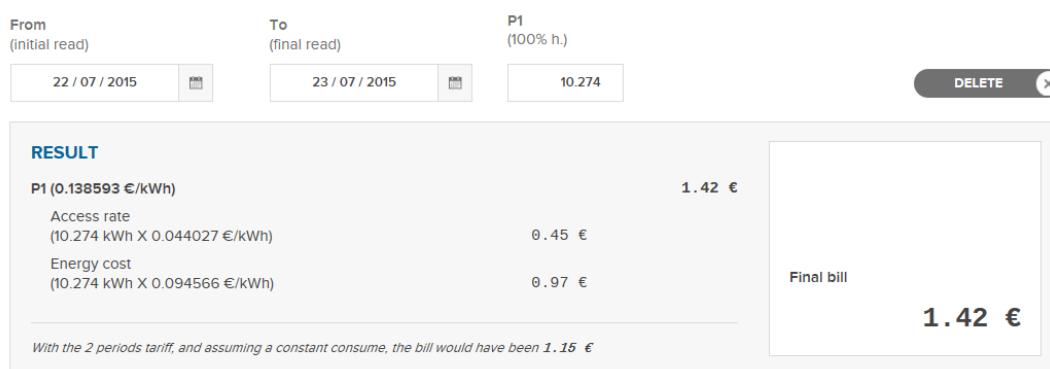 From
(initial read)
To
(final read)
P1
(100% h.)
22 / 07 / 2015
23 / 07 / 2015
10.274
DELETE
RESULT
P1 (0.138593 €/kWh)
1.42 €
Access rate
(10.274 kWh X 0.044027 €/kWh)
0.45 €
Energy cost
(10.274 kWh X 0.094566 €/kWh)
0.97 €
With the 2 periods tariff, and assuming a constant consume, the bill would have been 1.15 €
Final bill
1.42 €